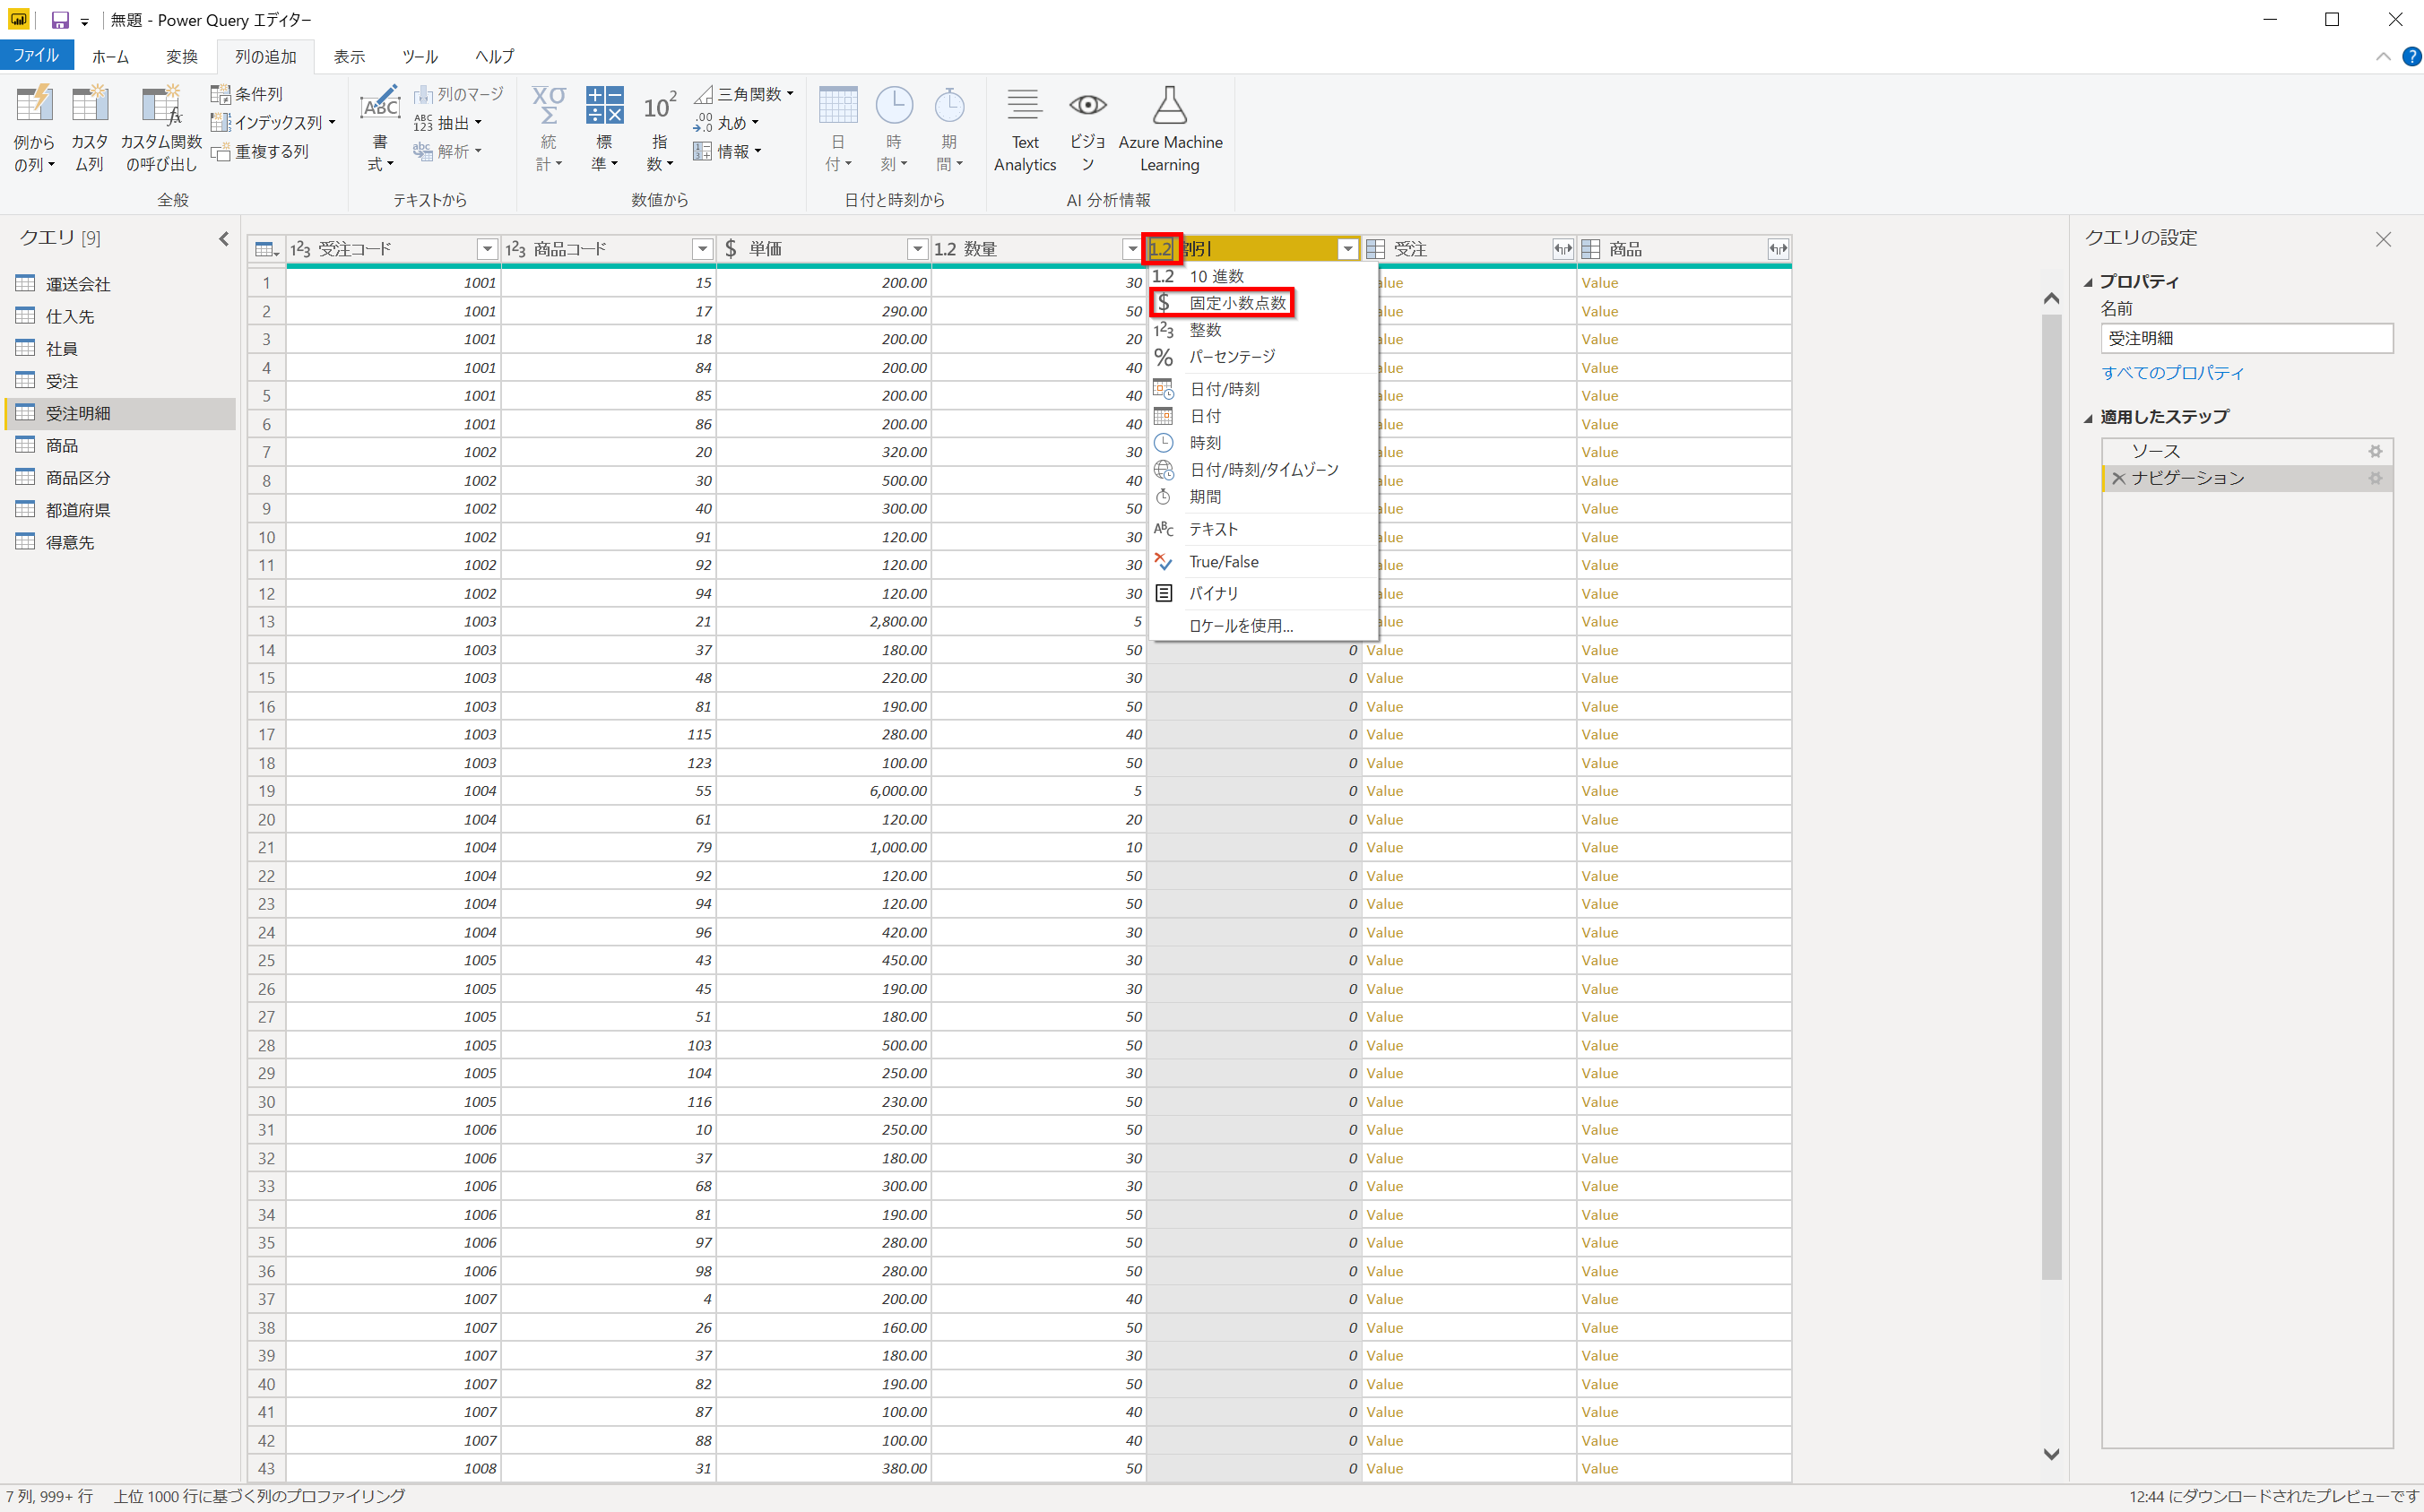 無題 - Power Query エディター
ファイル ホーム 変換 列の追加 表示 ツール ヘルプ
例から
の列
カスタ
ム列
カスタム関数
の呼び出し
条件列
インデックス列
重複する列
全般
書
式
列のマージ
抽出
解析
テキストから
統
計
標
準
指
数
三角関数
丸め
情報
数値から
日
付
時
刻
期
間
日付と時刻から
Text
Analytics
ビジョ
ン
Azure Machine
Learning
AI 分析情報
クエリ [9]
運送会社
仕入先
社員
受注
受注明細
商品
商品区分
都道府県
得意先
受注コード 商品コード $ 単価 1.2 数量 1.2 割引 受注 商品
1 1001 15 200.00 30 Value
2 1001 17 290.00 50 Value
3 1001 18 200.00 20 Value
4 1001 84 200.00 40 Value
5 1001 85 200.00 40 Value
6 1001 86 200.00 40 Value
7 1002 20 320.00 30 Value
8 1002 30 500.00 40 Value
9 1002 40 300.00 50 Value
10 1002 91 120.00 30 Value
11 1002 92 120.00 30 Value
12 1002 94 120.00 30 Value
13 1003 21 2,800.00 5 Value
14 1003 37 180.00 50 0 Value Value
15 1003 48 220.00 30 0 Value Value
16 1003 81 190.00 50 0 Value Value
17 1003 115 280.00 40 0 Value Value
18 1003 123 100.00 50 0 Value Value
19 1004 55 6,000.00 5 0 Value Value
20 1004 61 120.00 20 0 Value Value
21 1004 79 1,000.00 10 0 Value Value
22 1004 92 120.00 50 0 Value Value
23 1004 94 120.00 50 0 Value Value
24 1004 96 420.00 30 0 Value Value
25 1005 43 450.00 30 0 Value Value
26 1005 45 190.00 30 0 Value Value
27 1005 51 180.00 50 0 Value Value
28 1005 103 500.00 50 0 Value Value
29 1005 104 250.00 30 0 Value Value
30 1005 116 230.00 50 0 Value Value
31 1006 10 250.00 50 0 Value Value
32 1006 37 180.00 30 0 Value Value
33 1006 68 300.00 30 0 Value Value
34 1006 81 190.00 50 0 Value Value
35 1006 97 280.00 50 0 Value Value
36 1006 98 280.00 50 0 Value Value
37 1007 4 200.00 40 0 Value Value
38 1007 26 160.00 50 0 Value Value
39 1007 37 180.00 30 0 Value Value
40 1007 82 190.00 50 0 Value Value
41 1007 87 100.00 40 0 Value Value
42 1007 88 100.00 40 0 Value Value
43 1008 31 380.00 50 0 Value Value
1.2 10 進数
$ 固定小数点数
123 整数
% パーセンテージ
日付/時刻
日付
時刻
日付/時刻/タイムゾーン
期間
ABC テキスト
True/False
バイナリ
ロケールを使用...
クエリの設定
プロパティ
名前
受注明細
すべてのプロパティ
適用したステップ
ソース
ナビゲーション
7 列, 999+ 行 上位 1000 行に基づく列のプロファイリング
12:44 にダウンロードされたプレビューです